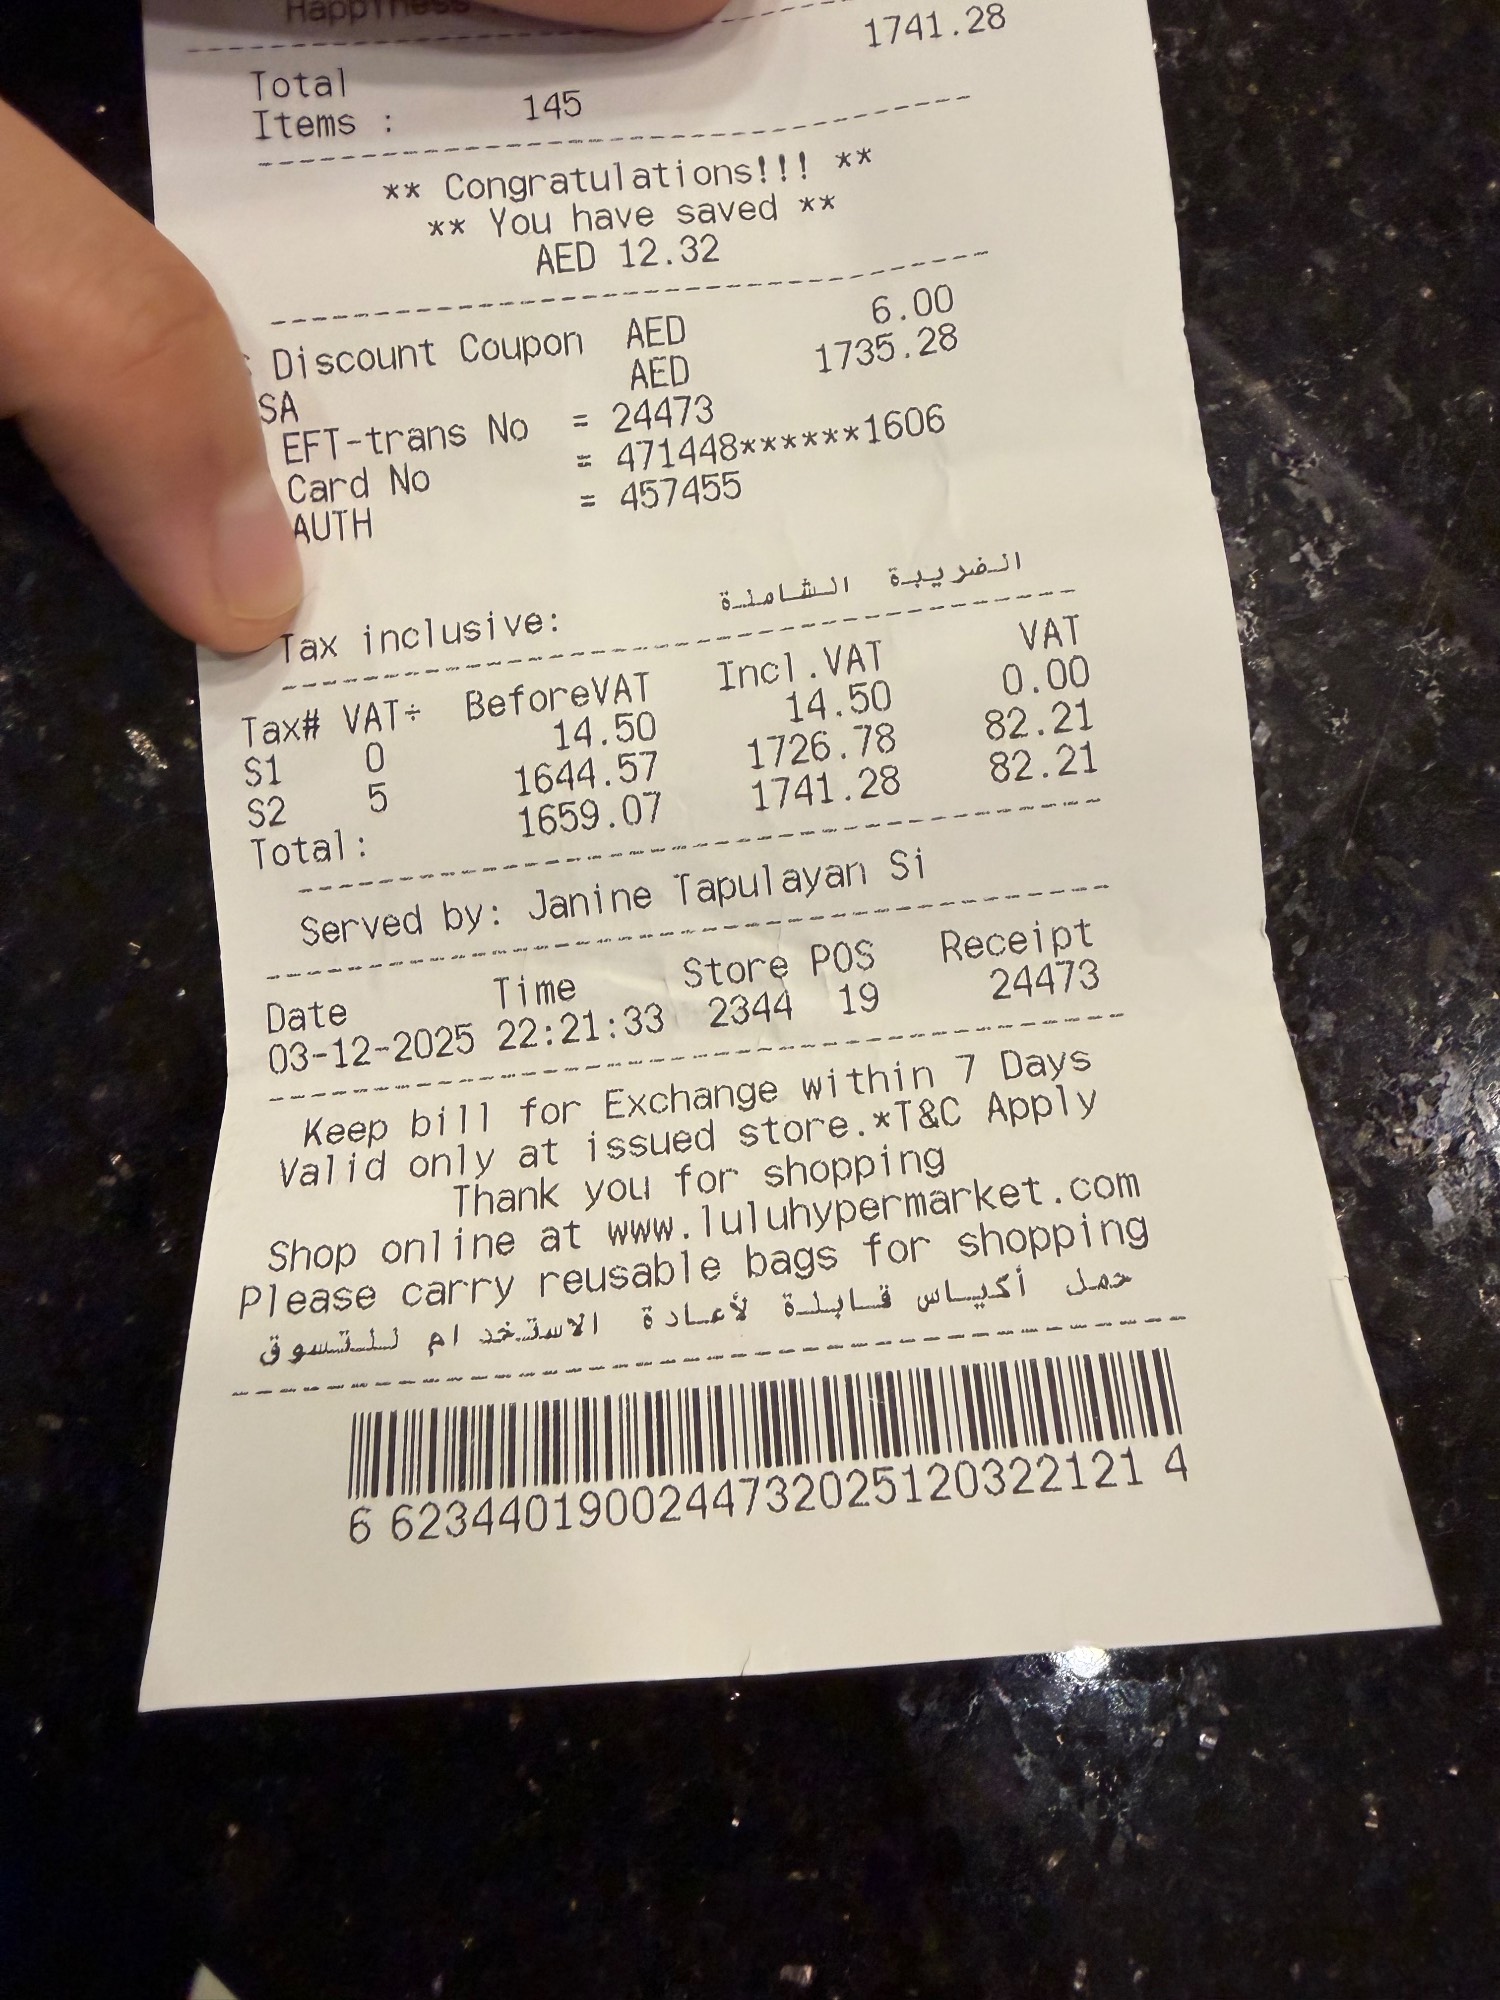 Happiness
Total 1741.28
Items : 145
** Congratulations!!! **
** You have saved **
AED 12.32
Discount Coupon AED 6.00
SA AED 1735.28
EFT-trans No = 24473
Card No = 471448******1606
AUTH = 457455
Tax inclusive: الضريبة الشاملة
Tax# VAT÷ BeforeVAT Incl.VAT VAT
S1 0 14.50 14.50 0.00
S2 5 1644.57 1726.78 82.21
Total: 1659.07 1741.28 82.21
Served by: Janine Tapulayan Si
Date Time Store POS Receipt
03-12-2025 22:21:33 2344 19 24473
Keep bill for Exchange within 7 Days
Valid only at issued store.*T&C Apply
Thank you for shopping
Shop online at www.luluhypermarket.com
Please carry reusable bags for shopping
حمل أكياس قابلة لأعادة الاستخدام للتسوق
6 6234401900244732025120322121 4